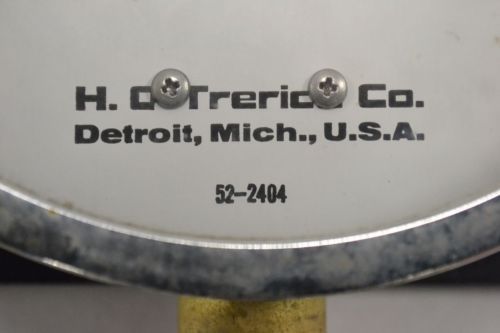 H. O. Trerice Co.
Detroit, Mich., U.S.A.
52-2404